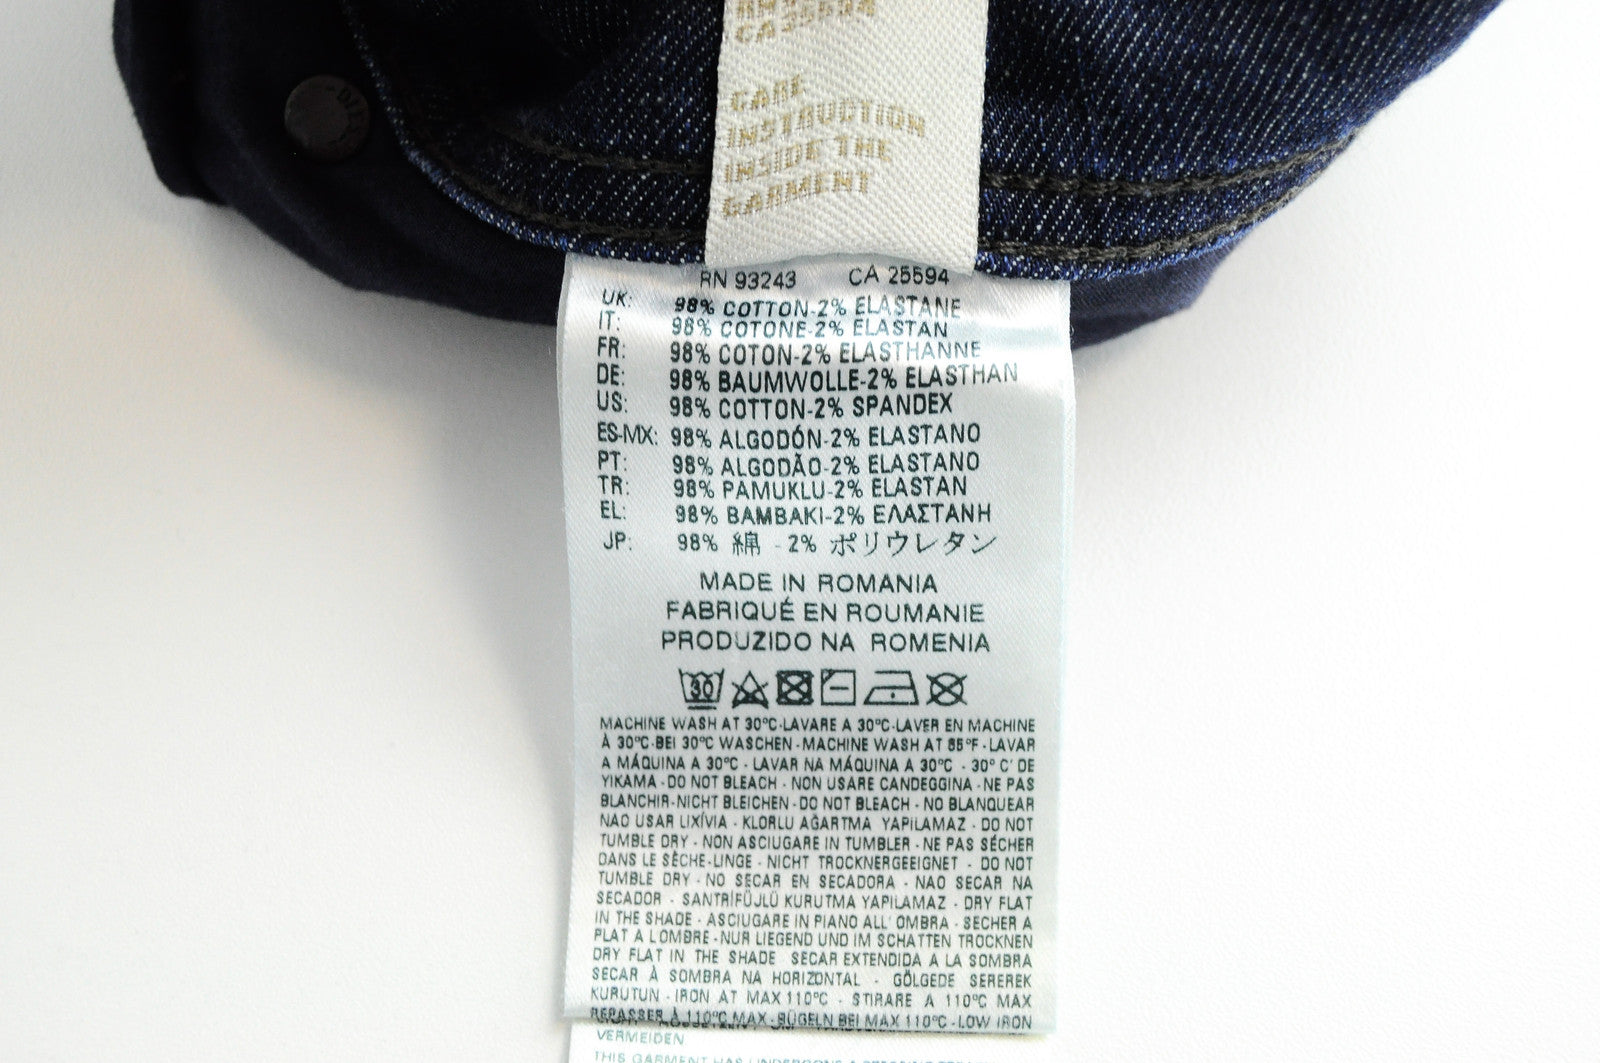 CA 25594
CARE
INSTRUCTION
INSIDE THE
GARMENT
DIESEL
RN 93243 CA 25594
UK: 98% COTTON-2% ELASTANE
IT: 98% COTONE-2% ELASTAN
FR: 98% COTON-2% ELASTHANNE
DE: 98% BAUMWOLLE-2% ELASTHAN
US: 98% COTTON-2% SPANDEX
ES-MX: 98% ALGODÓN-2% ELASTANO
PT: 98% ALGODÃO-2% ELASTANO
TR: 98% PAMUKLU-2% ELASTAN
EL: 98% BAMBAKI-2% ΕΛΑΣΤΑΝΗ
JP: 98% 綿 - 2% ポリウレタン
MADE IN ROMANIA
FABRIQUÉ EN ROUMANIE
PRODUZIDO NA ROMENIA
30
MACHINE WASH AT 30°C-LAVARE A 30°C-LAVER EN MACHINE
À 30°C-BEI 30°C WASCHEN-MACHINE WASH AT 85°F-LAVAR
A MÁQUINA A 30°C - LAVAR NA MÁQUINA A 30°C - 30° C' DE
YIKAMA -DO NOT BLEACH - NON USARE CANDEGGINA -NE PAS
BLANCHIR-NICHT BLEICHEN-DO NOT BLEACH - NO BLANQUEAR
NAO USAR LIXÍVIA - KLORLU AĞARTMA YAPILAMAZ - DO NOT
TUMBLE DRY - NON ASCIUGARE IN TUMBLER -NE PAS SÉCHER
DANS LE SÈCHE-LINGE - NICHT TROCKNERGEEIGNET - DO NOT
TUMBLE DRY - NO SECAR EN SECADORA - NAO SECAR NA
SECADOR - SANTRİFÜJLÜ KURUTMA YAPILAMAZ - DRY FLAT
IN THE SHADE - ASCIUGARE IN PIANO ALL' OMBRA - SECHER A
PLAT A LOMBRE -NUR LIEGEND UND IM SCHATTEN TROCKNEN
DRY FLAT IN THE SHADE SECAR EXTENDIDA A LA SOMBRA
SECAR À SOMBRA NA HORIZONTAL - GÖLGEDE SEREREK
KURUTUN - IRON AT MAX 110°C - STIRARE A 110°C MAX
REPASSER À 110°C MAX -BÜGELN BEI MAX 110°C -LOW IRON
VERMEIDEN
THIS GARMENT HAS UNDERGONE A